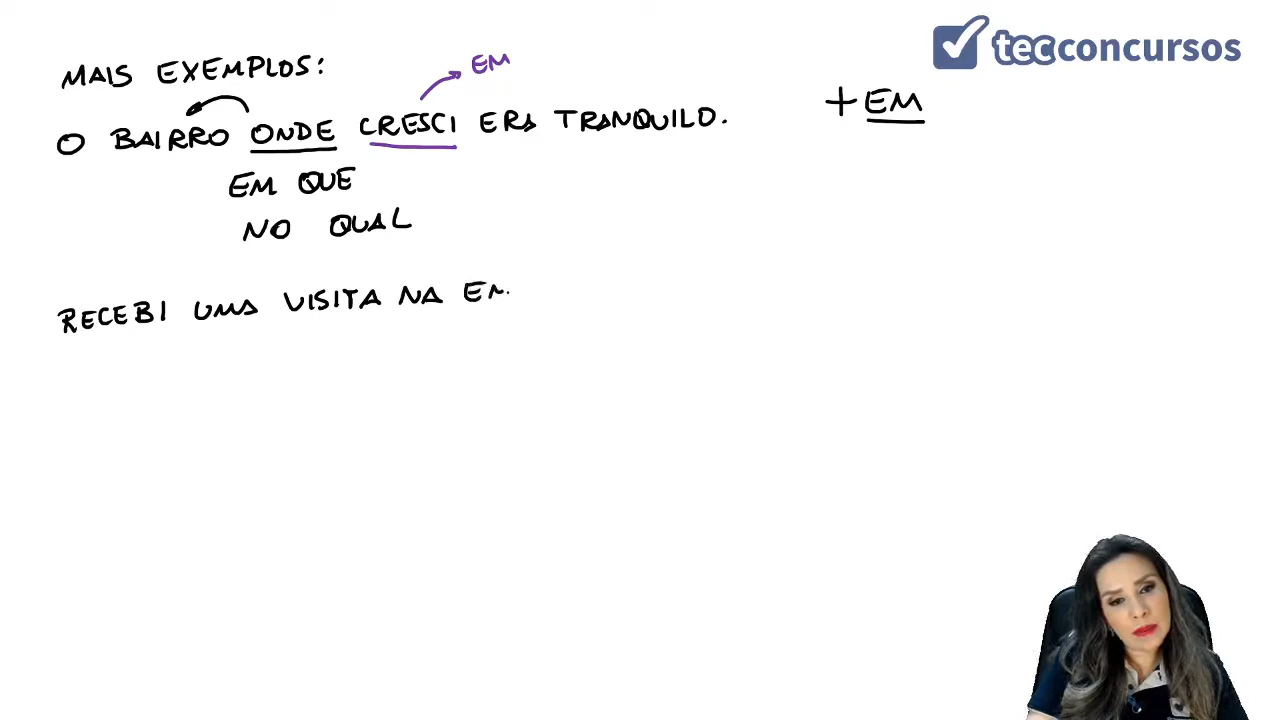 tecconcursos
MAIS EXEMPLOS:
EM
+ EM
O BAIRRO ONDE CRESCI ERA TRANQUILO.
EM QUE
NO QUAL
RECEBI UMA VISITA NA